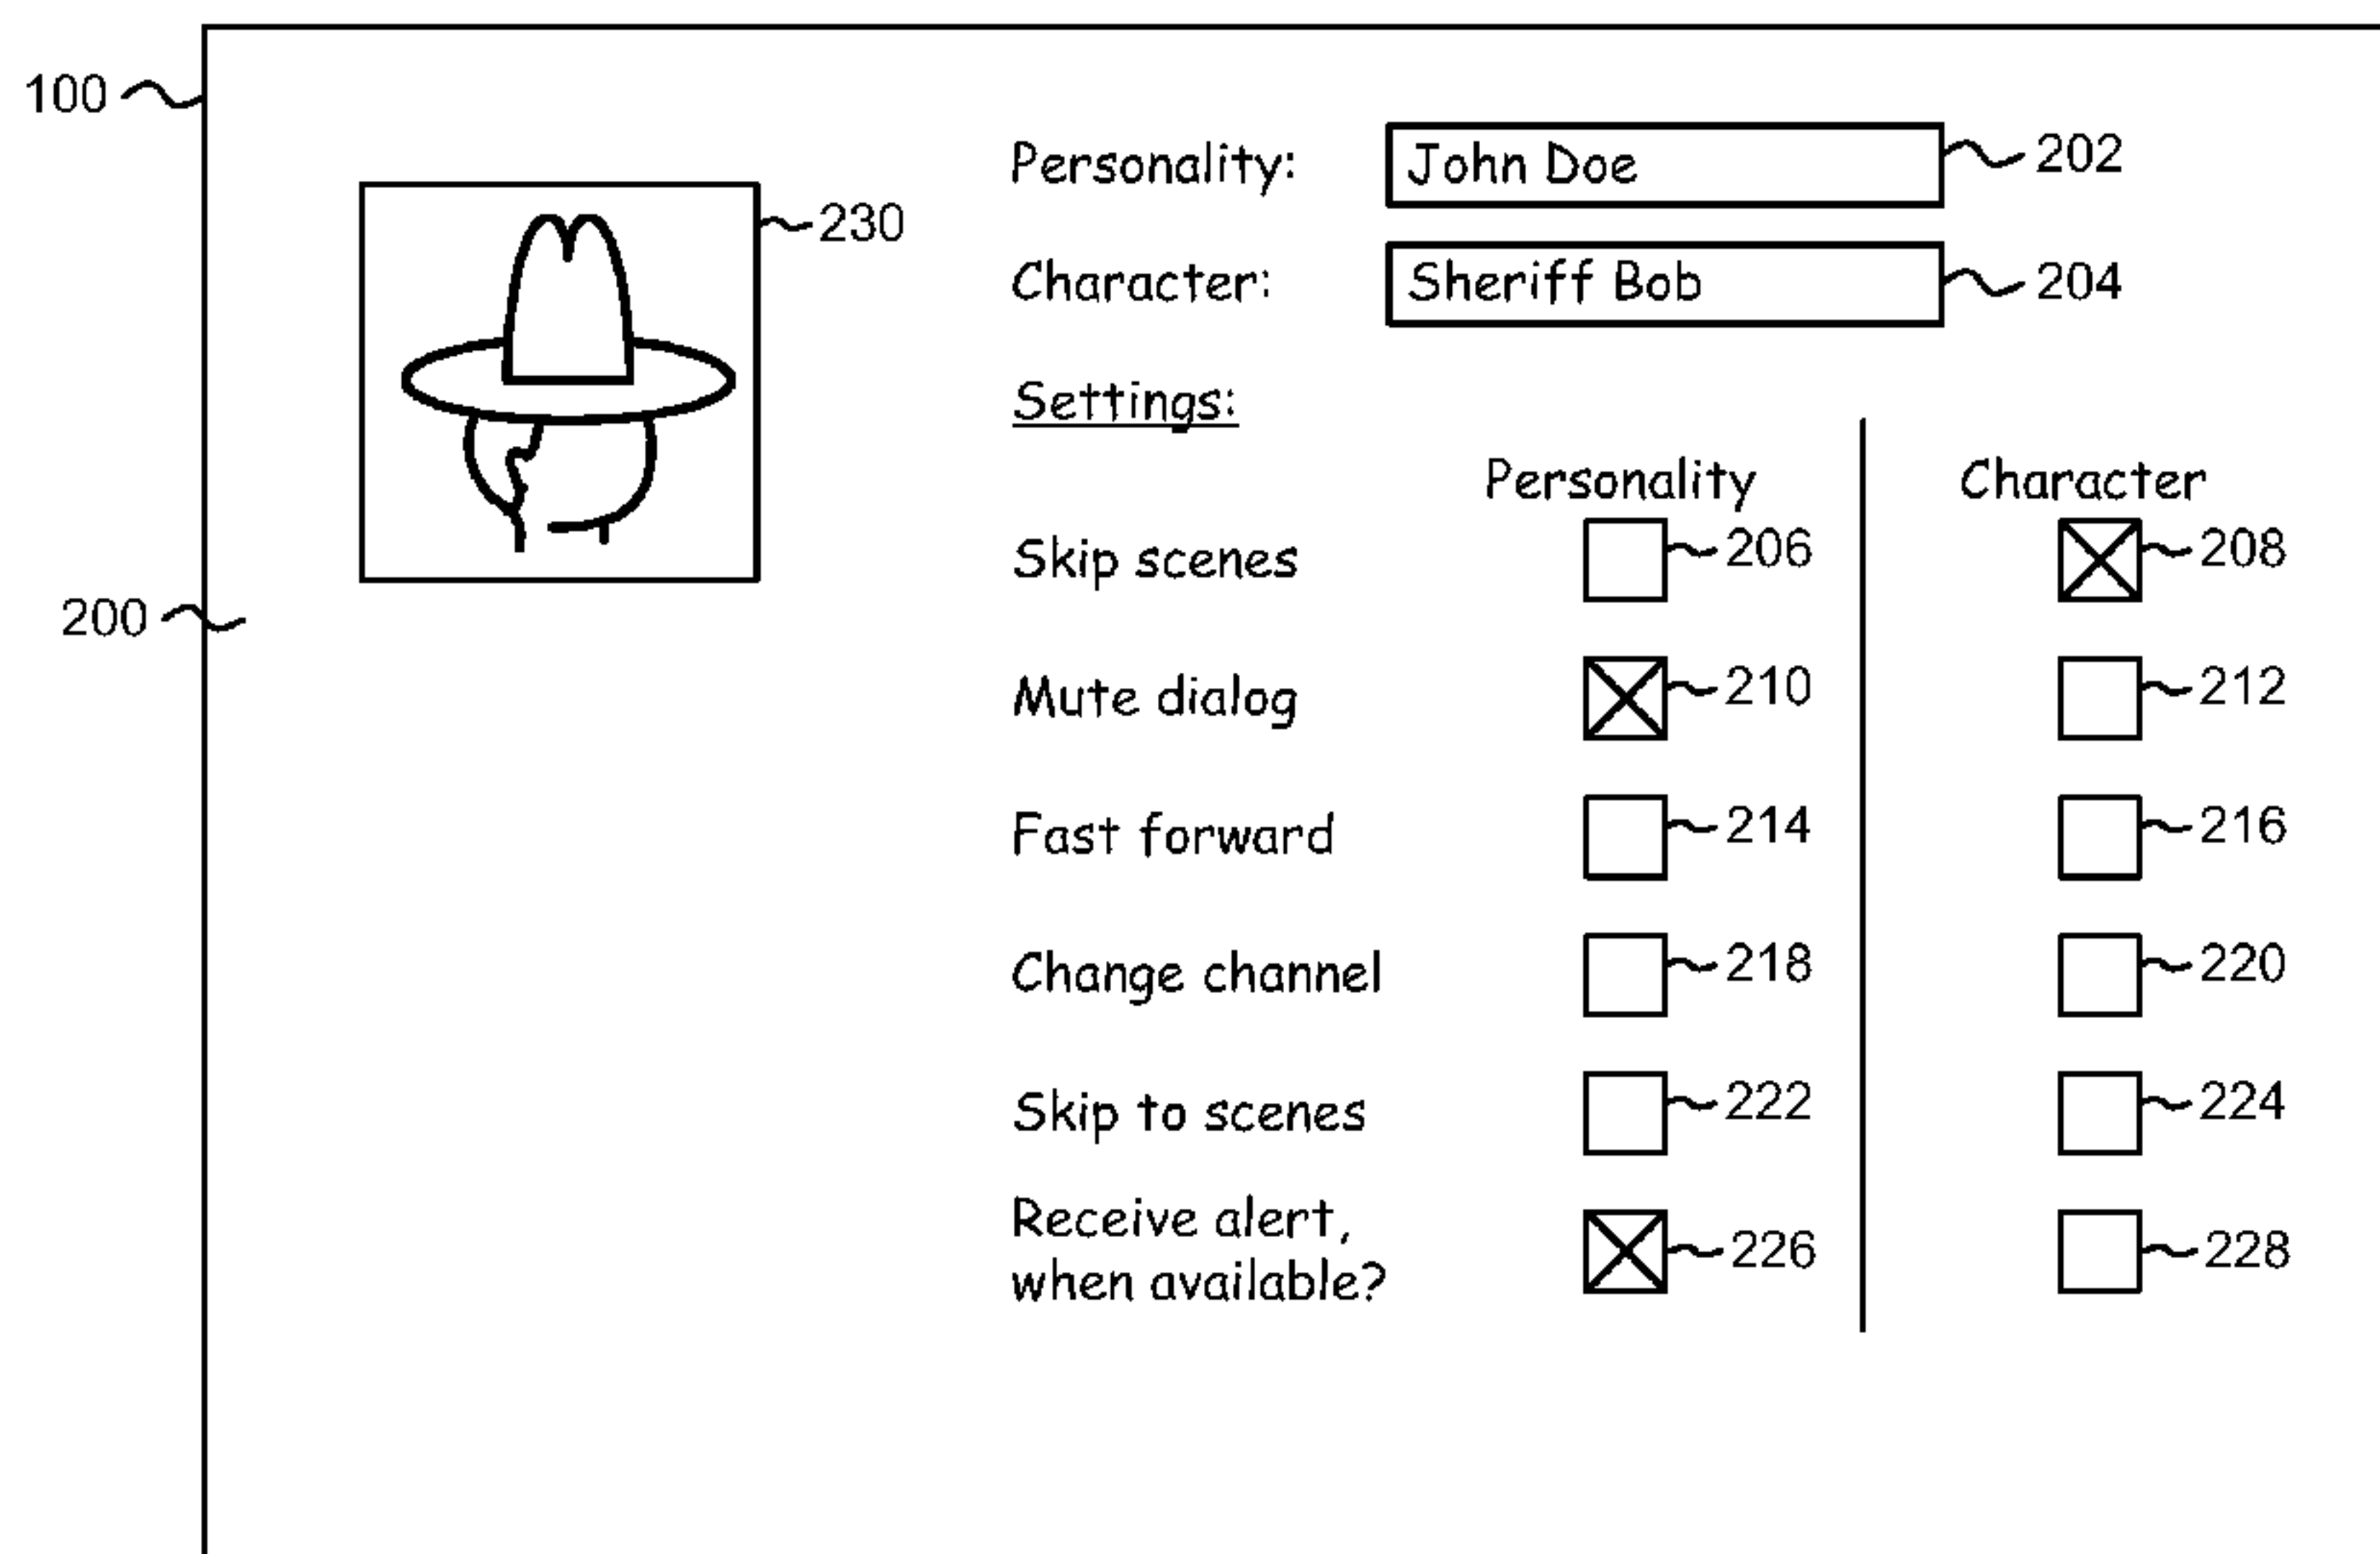 100
Personality: John Doe 202
230
Character: Sheriff Bob 204
Settings:
Personality Character
Skip scenes 206 208
200
Mute dialog 210 212
Fast forward 214 216
Change channel 218 220
Skip to scenes 222 224
Receive alert,
when available? 226 228